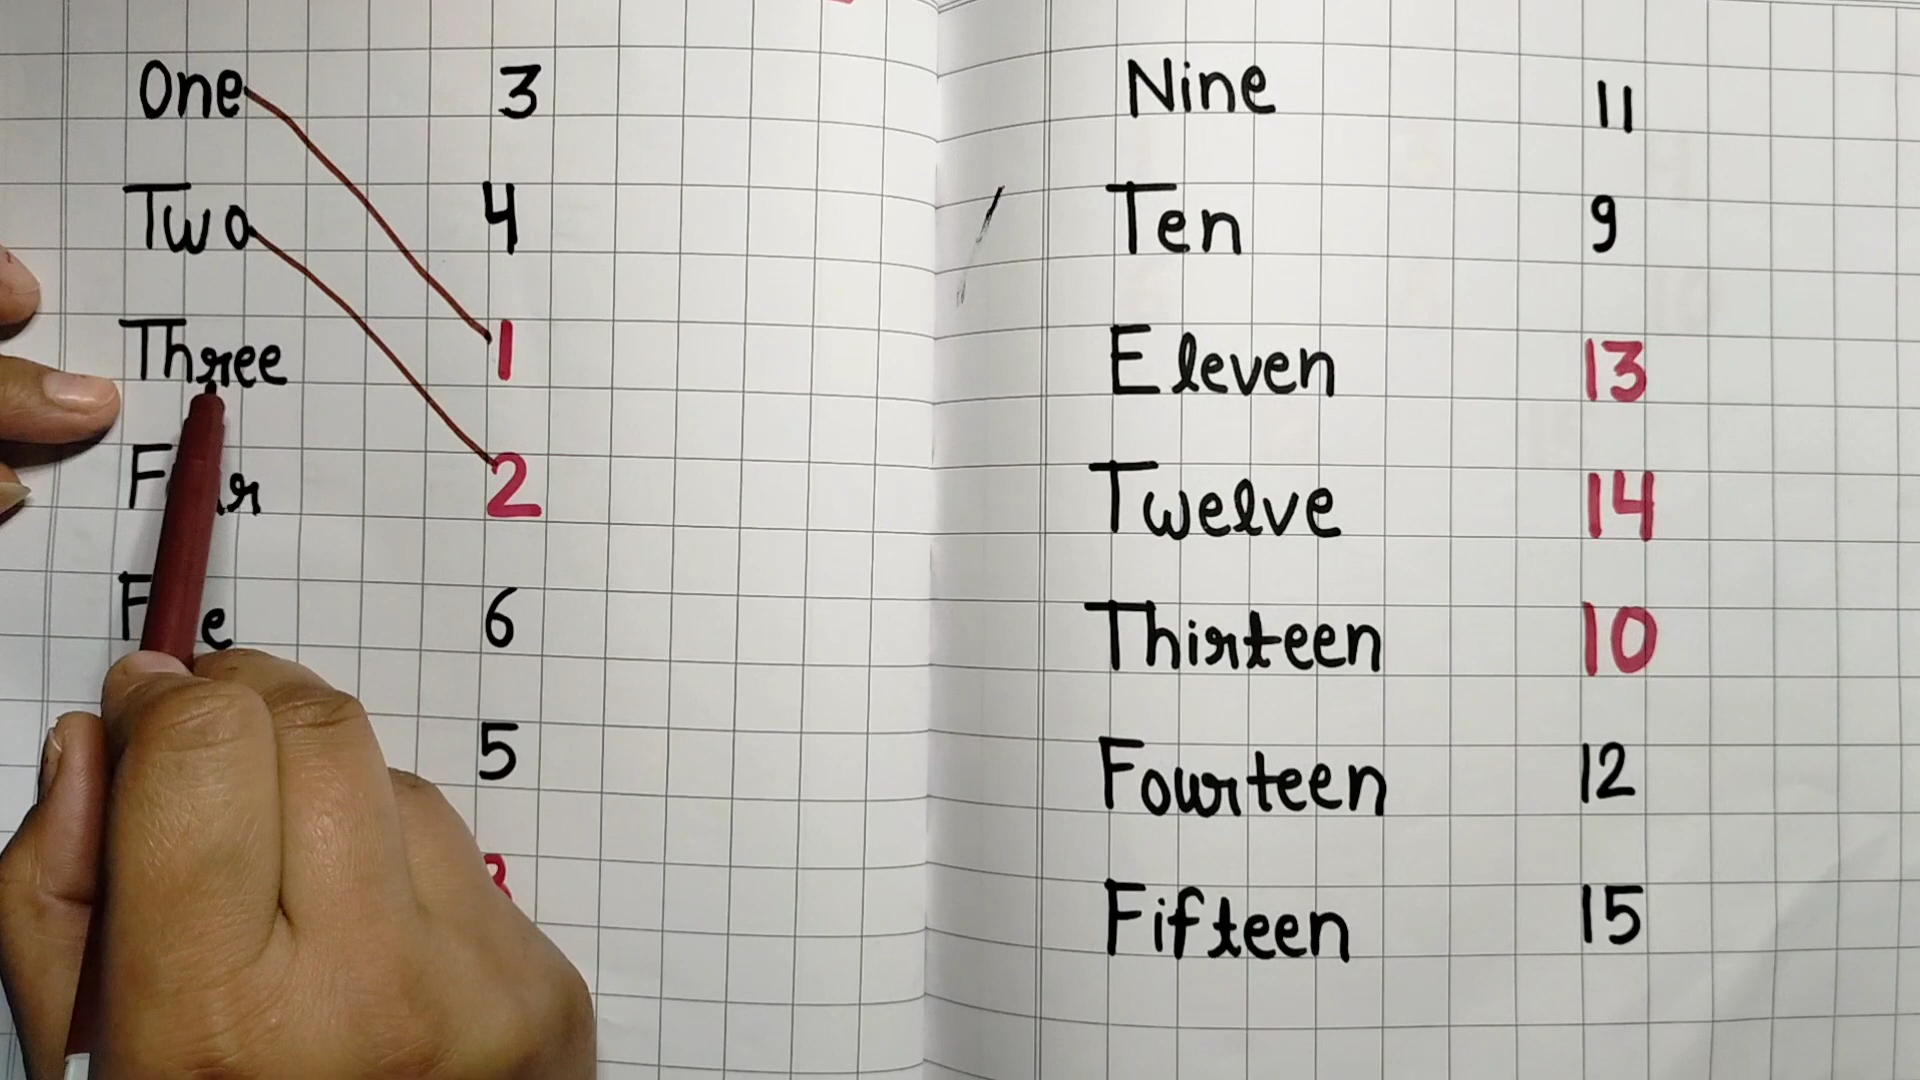 One 3
Two 4
Three 1
2
6
5
Nine 11
Ten 9
Eleven 13
Twelve 14
Thirteen 10
Fourteen 12
Fifteen 15